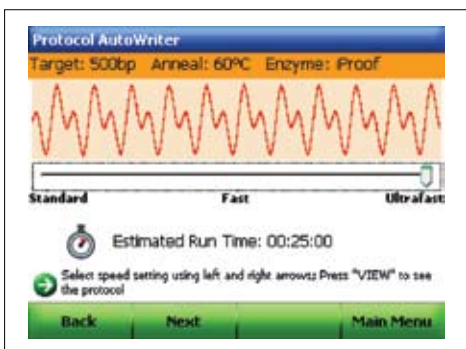 Protocol AutoWriter
Target: 500bp Anneal: 60ºC Enzyme: iProof
Standard Fast Ultrafast
Estimated Run Time: 00:25:00
Select speed setting using left and right arrows; Press "VIEW" to see
the protocol
Back Next Main Menu